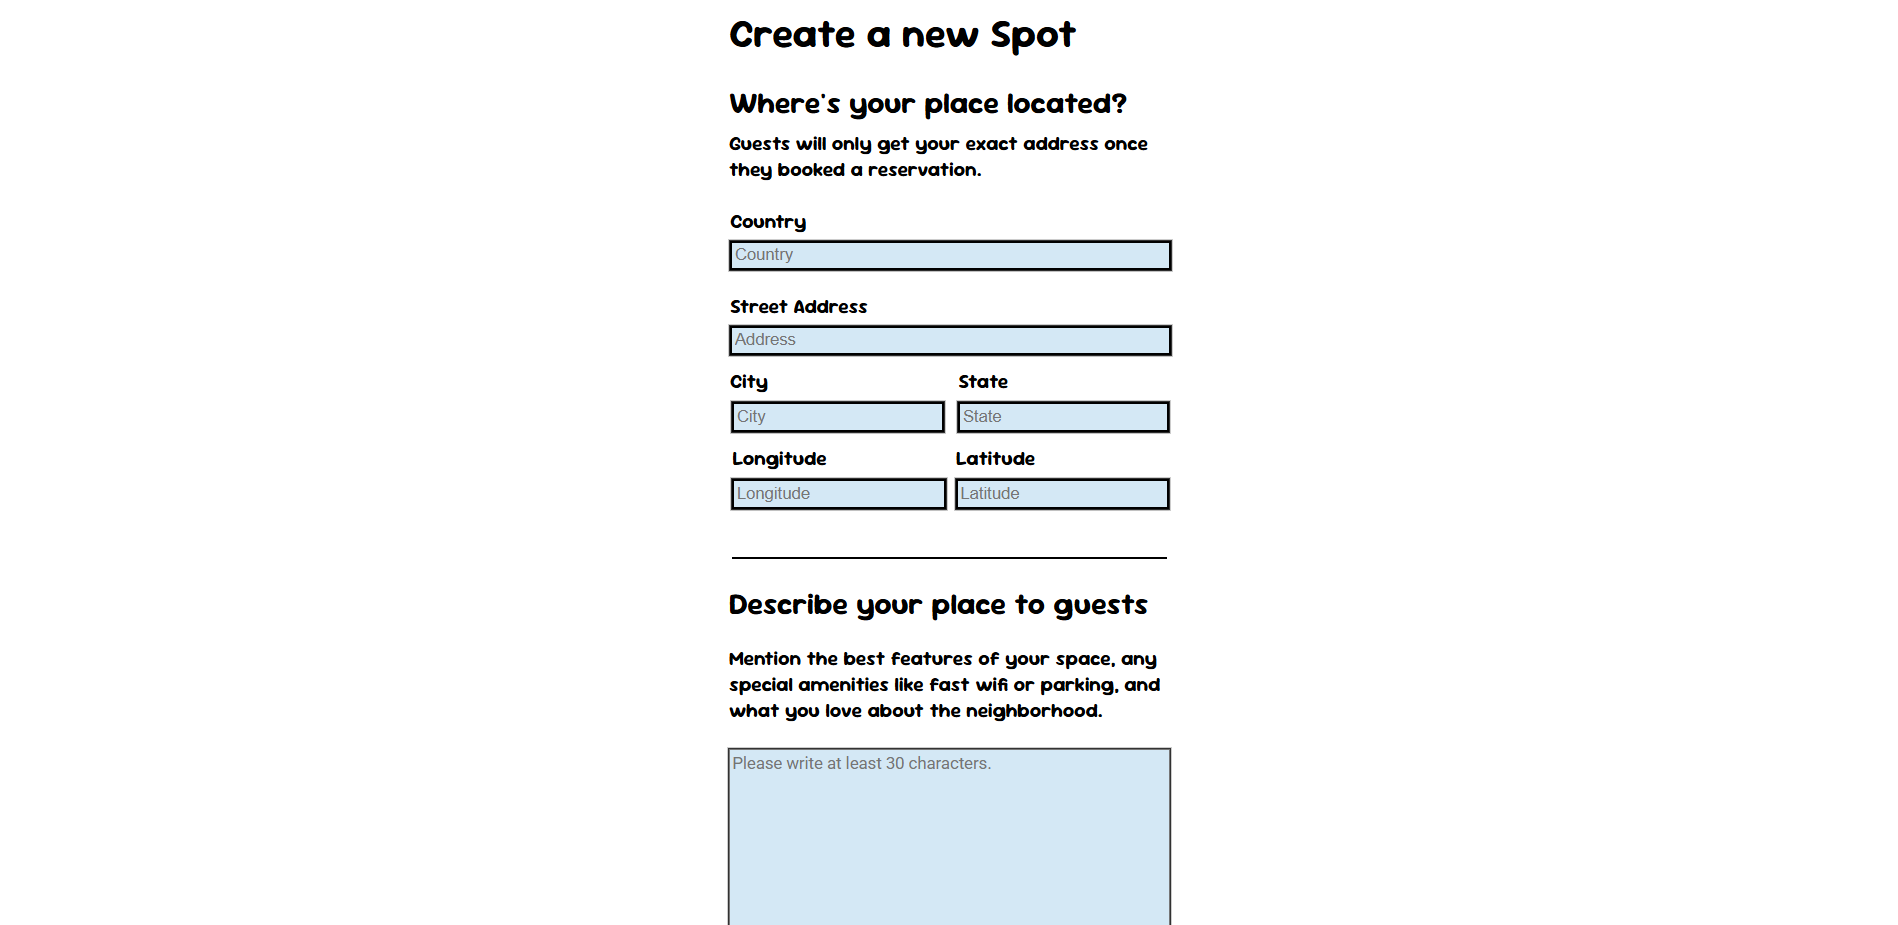 Create a new Spot
Where's your place located?
Guests will only get your exact address once
they booked a reservation.
Country
Country
Street Address
Address
City State
City State
Longitude Latitude
Longitude Latitude
Describe your place to guests
Mention the best features of your space, any
special amenities like fast wifi or parking, and
what you love about the neighborhood.
Please write at least 30 characters.